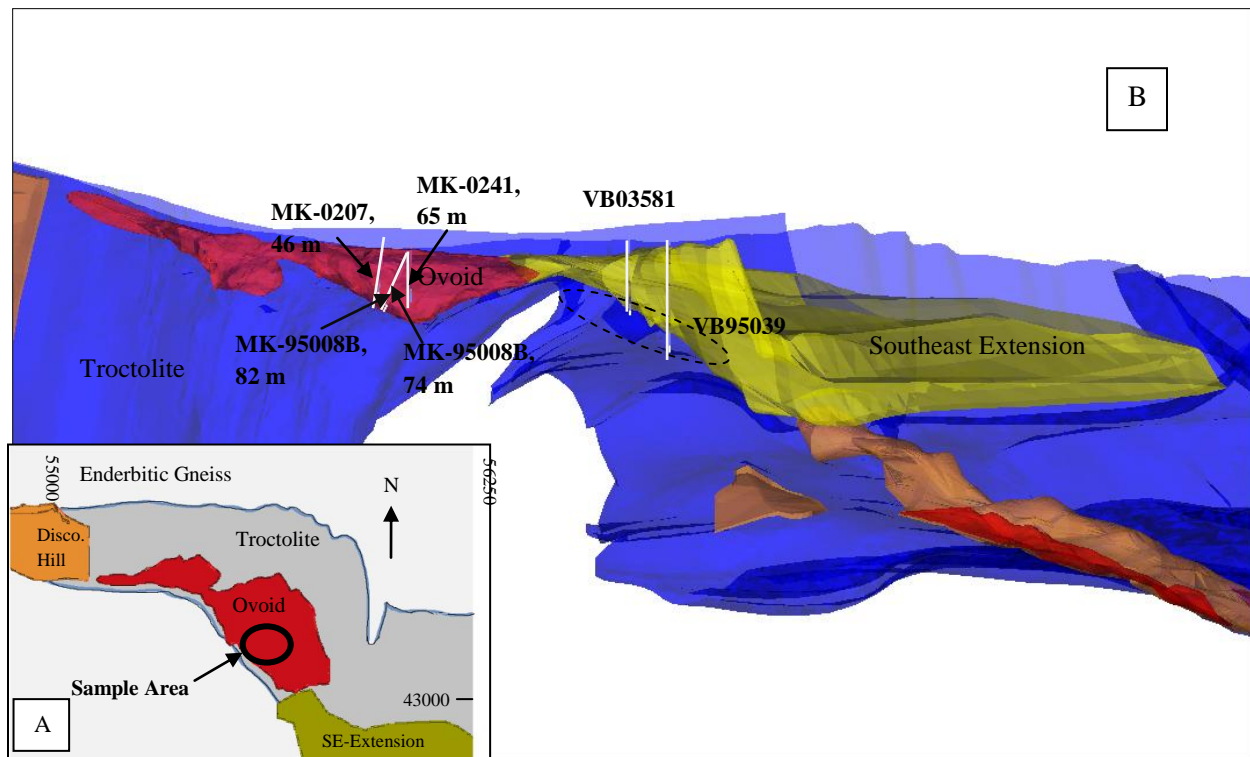 B
MK-0207,
46 m
MK-0241,
65 m
VB03581
Ovoid
MK-95008B,
82 m
MK-95008B,
74 m
VB95039
Troctolite
Southeast Extension
55000
56250
Enderbitic Gneiss
N
Disco.
Hill
Troctolite
Ovoid
Sample Area
43000
A
SE-Extension